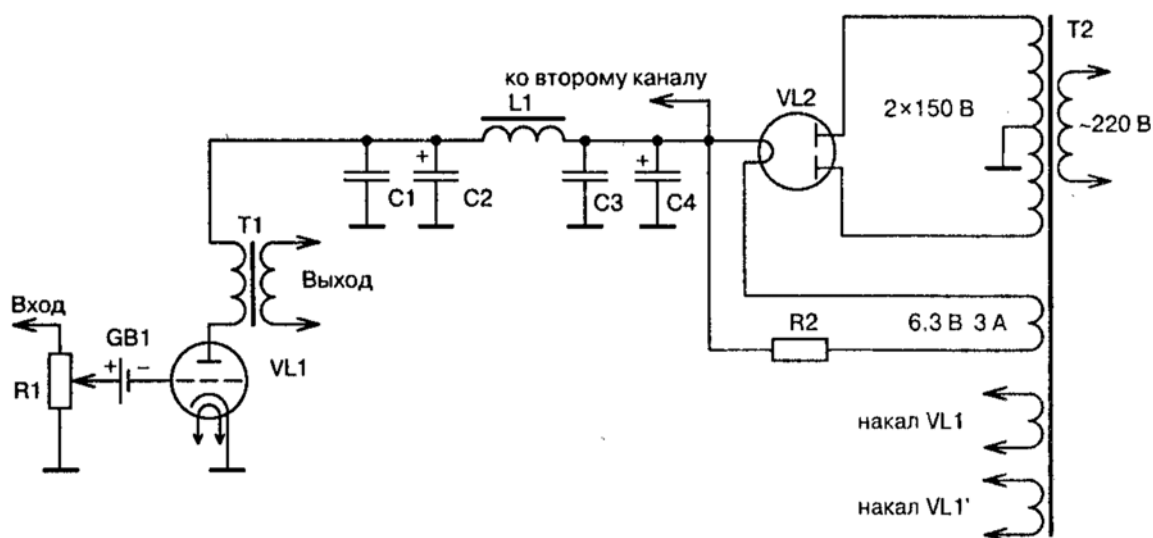 T2
ко второму каналу
VL2
L1
2×150 В
~220 В
+
+
C1
C2
C3
C4
T1
Выход
Вход
GB1
R2
6,3 В 3 А
+
−
VL1
R1
накал VL1
накал VL1'